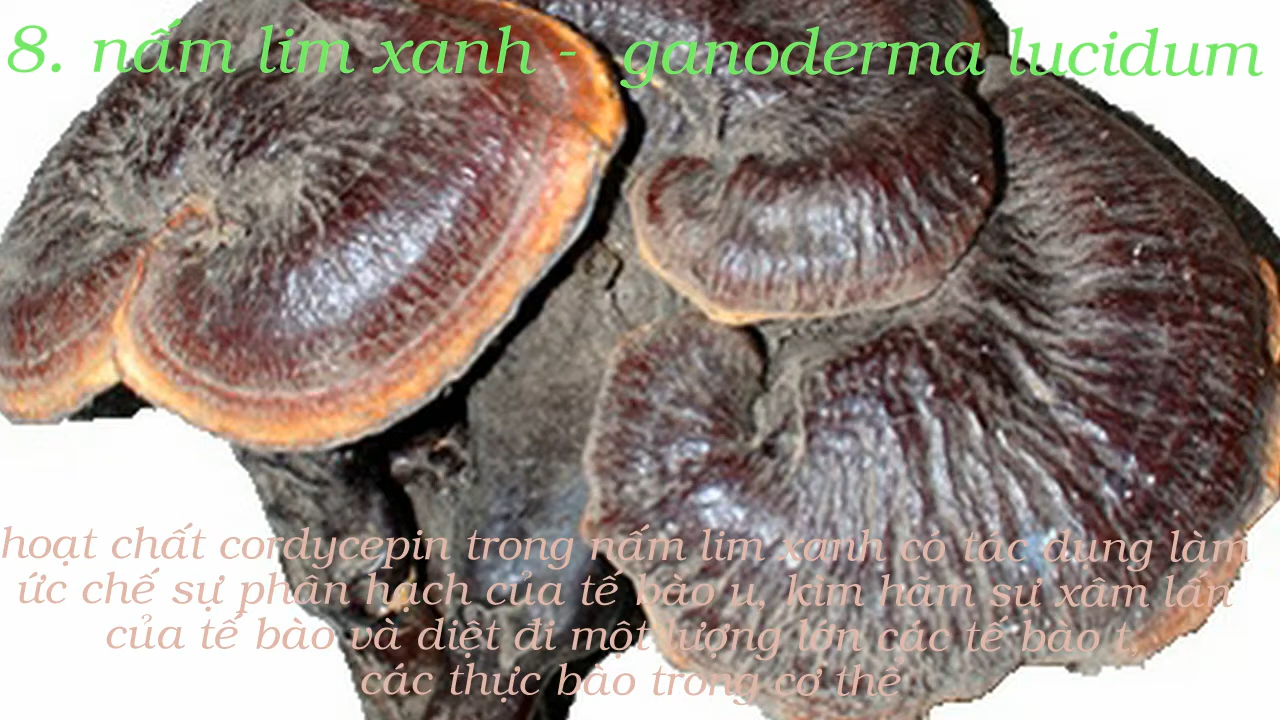 8. nấm lim xanh - ganoderma lucidum
hoạt chất cordycepin trong nấm lim xanh có tác dụng làm
ức chế sự phân hạch của tế bào u, kìm hãm sự xâm lấn
của tế bào và diệt đi một lượng lớn các tế bào t,
các thực bào trong cơ thể